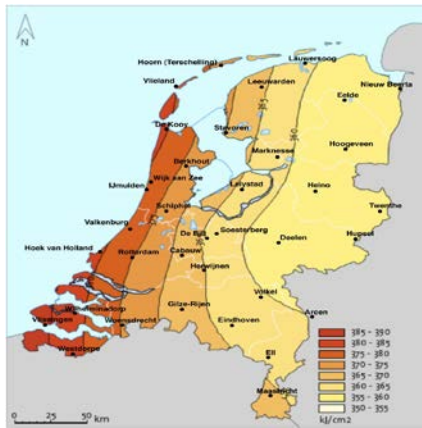 N
Hoorn (Terschelling)
Lauwersoog
Vlieland
Leeuwarden
Nieuw Beerta
Eelde
De Kooy
Stavoren
Hoogeveen
Marknesse
Berkhout
Wijk aan Zee
IJmulden
Lelystad
Heino
Schiphol
Twenthe
Valkenburg
De Bilt
Soesterberg
Hupsel
Deelen
Hoek van Holland
Cabouw
Rotterdam
Herwijnen
Volkel
Wilhelminadorp
Gilze-Rijen
Arcen
Vlissingen
Woensdrecht
Eindhoven
Westdorpe
Ell
Maastricht
360
385 - 390
380 - 385
375 - 380
370 - 375
365 - 370
360 - 365
355 - 360
350 - 355
kJ/cm2
0 25 50 km